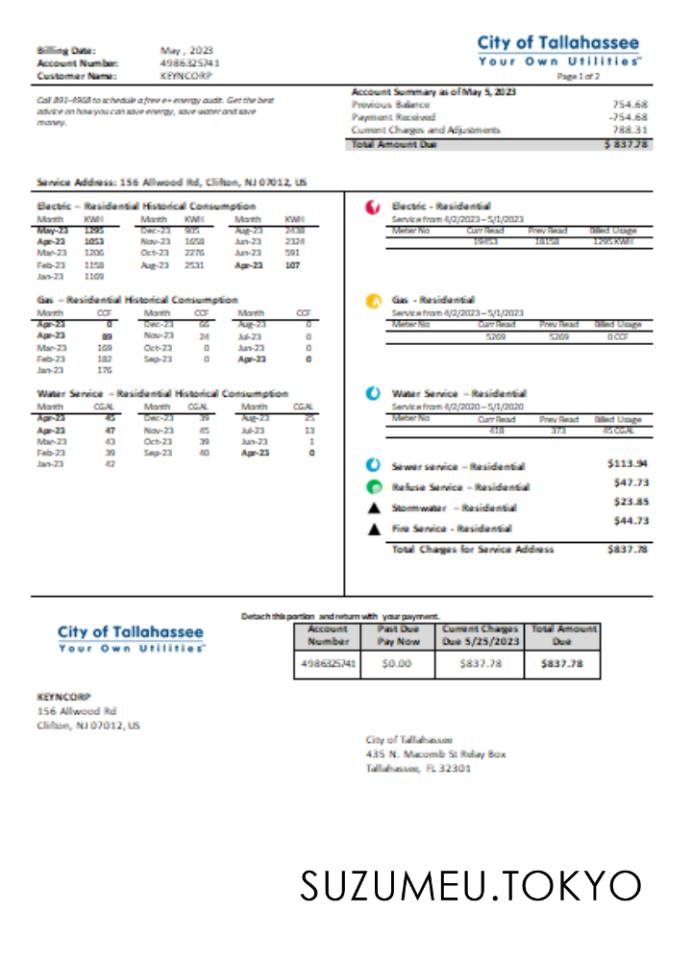 Billing Date: May , 2023
Account Number: 4986325741
Customer Name: KEYNCORP
City of Tallahassee
Your Own Utilities
Page 1 of 2
Call 891-4968 to schedule a free e+ energy audit. Get the best
advice on how you can save energy, save water and save
money.
Account Summary as of May 5, 2023
Previous Balance 754.68
Payment Received -754.68
Current Charges and Adjustments 788.31
Total Amount Due $ 837.78
Service Address: 156 Allwood Rd, Clifton, NJ 07012, US
Electric – Residential Historical Consumption
Month KWH Month KWH Month KWH
May-23 1295 Dec-23 905 Aug-23 2438
Apr-23 1053 Nov-23 1658 Jun-23 2324
Mar-23 1206 Oct-23 2276 Jun-23 591
Feb-23 1158 Aug-23 2531 Apr-23 107
Jan-23 1169
Electric - Residential
Service from 4/2/2023 – 5/1/2023
Meter No Curr Read Prev Read Billed Usage
19453 18158 1295 KWH
Gas – Residential Historical Consumption
Month CCF Month CCF Month CCF
Apr-23 0 Dec-23 66 Aug-23 0
Apr-23 89 Nov-23 24 Jul-23 0
Mar-23 169 Oct-23 0 Jun-23 0
Feb-23 182 Sep-23 0 Apr-23 0
Jan-23 176
Gas - Residential
Service from 4/2/2023 – 5/1/2023
Meter No Curr Read Prev Read Billed Usage
5269 5269 0 CCF
Water Service – Residential Historical Consumption
Month CGAL Month CGAL Month CGAL
Apr-23 45 Dec-23 39 Aug-23 25
Apr-23 47 Nov-23 45 Jul-23 13
Mar-23 43 Oct-23 39 Jun-23 1
Feb-23 39 Sep-23 40 Apr-23 0
Jan-23 42
Water Service – Residential
Service from 4/2/2020 – 5/1/2020
Meter No Curr Read Prev Read Billed Usage
418 373 45 CGAL
Sewer service – Residential $113.94
Refuse Service – Residential $47.73
Stormwater – Residential $23.85
Fire Service - Residential $44.73
Total Charges for Service Address $837.78
Detach this portion and return with your payment.
City of Tallahassee
Your Own Utilities
Account Number Past Due Pay Now Current Charges Due 5/25/2023 Total Amount Due
4986325741 $0.00 $837.78 $837.78
KEYNCORP
156 Allwood Rd
Clifton, NJ 07012, US
City of Tallahassee
435 N. Macomb St Relay Box
Tallahassee, FL 32301
SUZUMEU.TOKYO